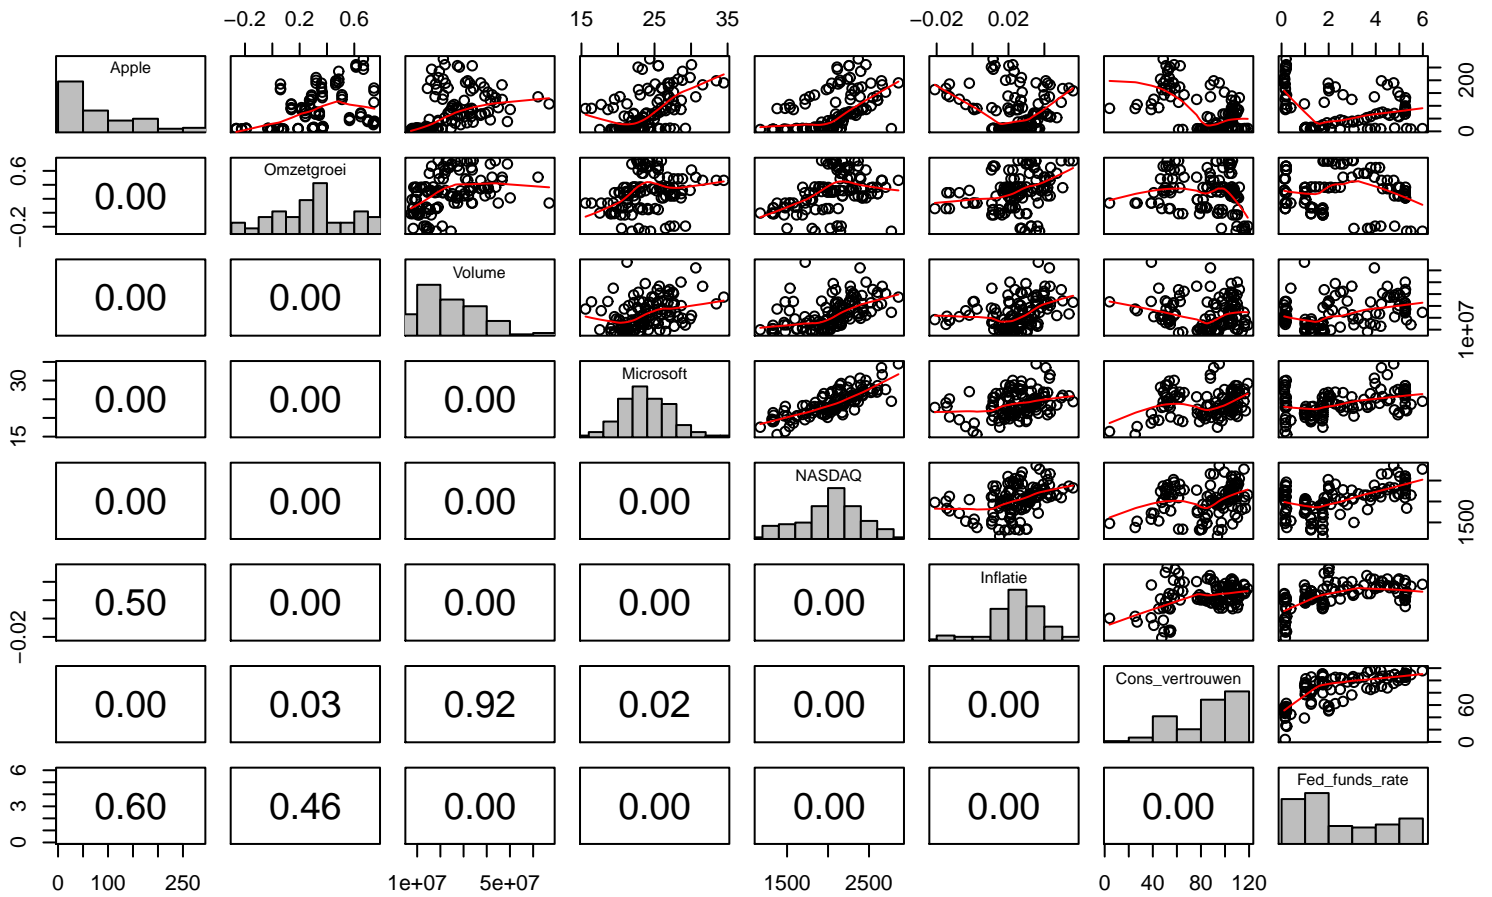 −0.2 0.2 0.6 15 25 35 −0.02 0.02 0 2 4 6
Apple
0 200
Omzetgroei
−0.2 0.6
0.00
Volume
0.00 0.00
1e+07
Microsoft
15 30
0.00 0.00 0.00
NASDAQ
0.00 0.00 0.00 0.00
1500
Inflatie
−0.02
0.50 0.00 0.00 0.00 0.00
Cons_vertrouwen
0.00 0.03 0.92 0.02 0.00 0.00
0 60
Fed_funds_rate
0 3 6
0.60 0.46 0.00 0.00 0.00 0.00 0.00
0 100 250 1e+07 5e+07 1500 2500 0 40 80 120